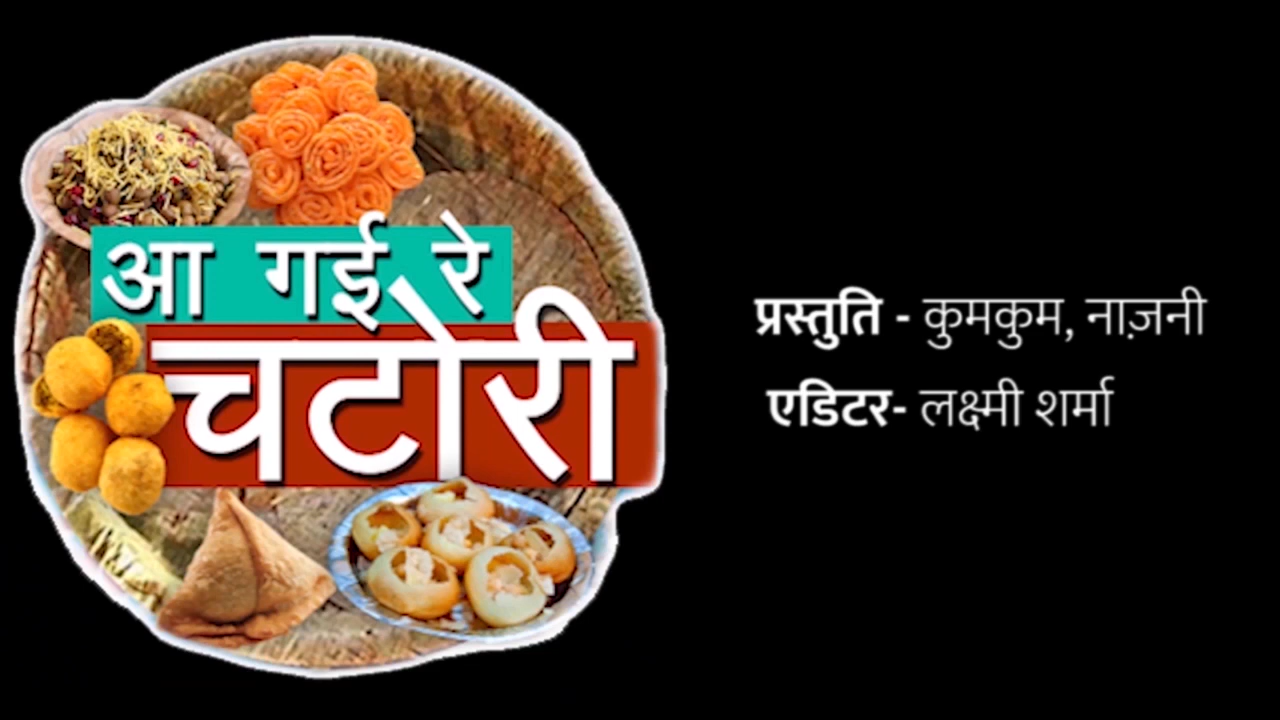 आ गई रे
चटोरी
प्रस्तुति - कुमकुम, नाज़नी
एडिटर- लक्ष्मी शर्मा